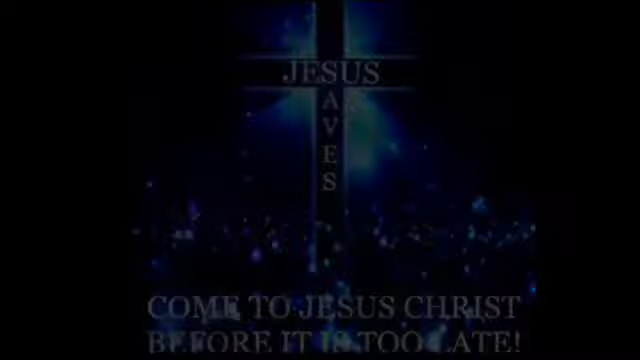 JESUS
A
V
E
S
COME TO JESUS CHRIST
BEFORE IT IS TOO LATE!